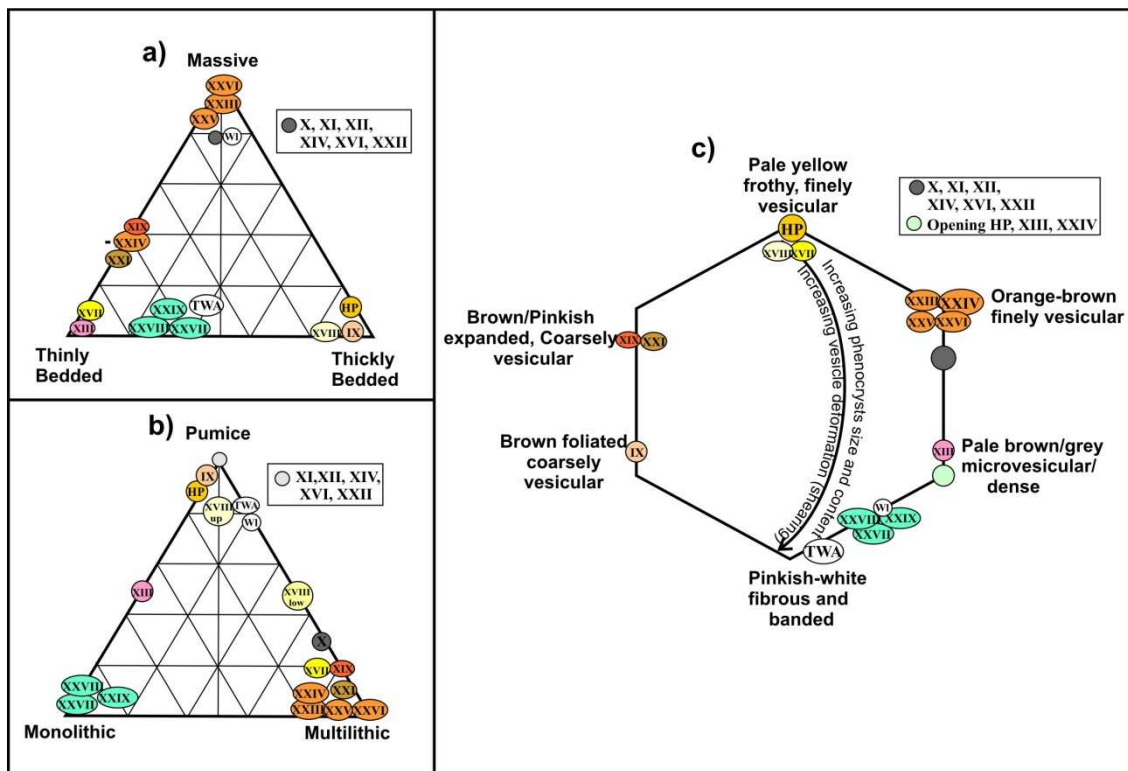 a)
Massive
XXVI
XXIII
XXV
WI
X, XI, XII,
XIV, XVI, XXII
XIX
XXIV
XXI
XVII
XIII
XXIX
XXVIII
XXVII
TWA
HP
XVIII
IX
Thinly
Bedded
Thickly
Bedded
b)
Pumice
XI,XII, XIV,
XVI, XXII
IX
HP
XVIII
up
TWA
WI
XIII
XVIII
low
X
XVII
XIX
XXI
XXIV
XXIII
XXV
XXVI
XXVIII
XXVII
XXIX
Monolithic
Multilithic
c)
Pale yellow
frothy, finely
vesicular
X, XI, XII,
XIV, XVI, XXII
Opening HP, XIII, XXIV
HP
XVIII
XVII
Increasing phenocrysts size and content
Increasing vesicle deformation (shearing)
XXIII
XXIV
XXV
XXVI
Orange-brown
finely vesicular
Brown/Pinkish
expanded, Coarsely
vesicular
XIX
XXI
Brown foliated
coarsely
vesicular
IX
XIII
Pale brown/grey
microvesicular/
dense
WI
XXVIII
XXIX
XXVII
TWA
Pinkish-white
fibrous and
banded